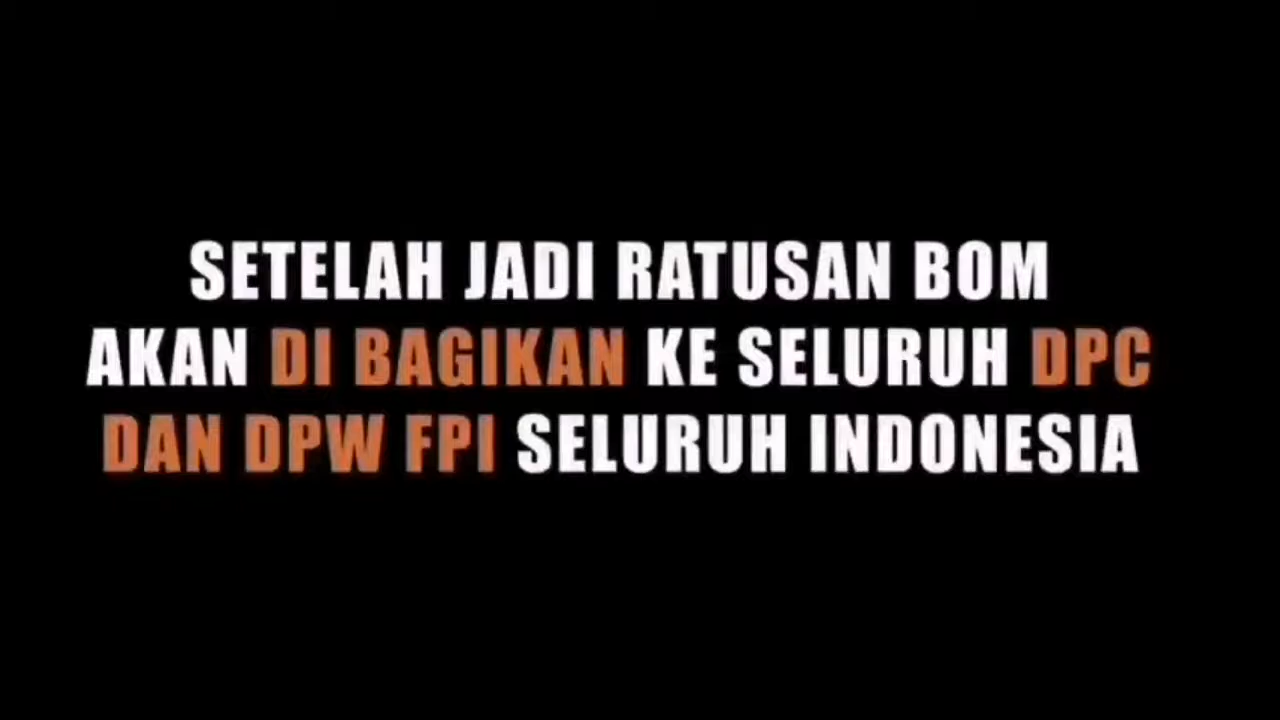 SETELAH JADI RATUSAN BOM
AKAN DI BAGIKAN KE SELURUH DPC
DAN DPW FPI SELURUH INDONESIA